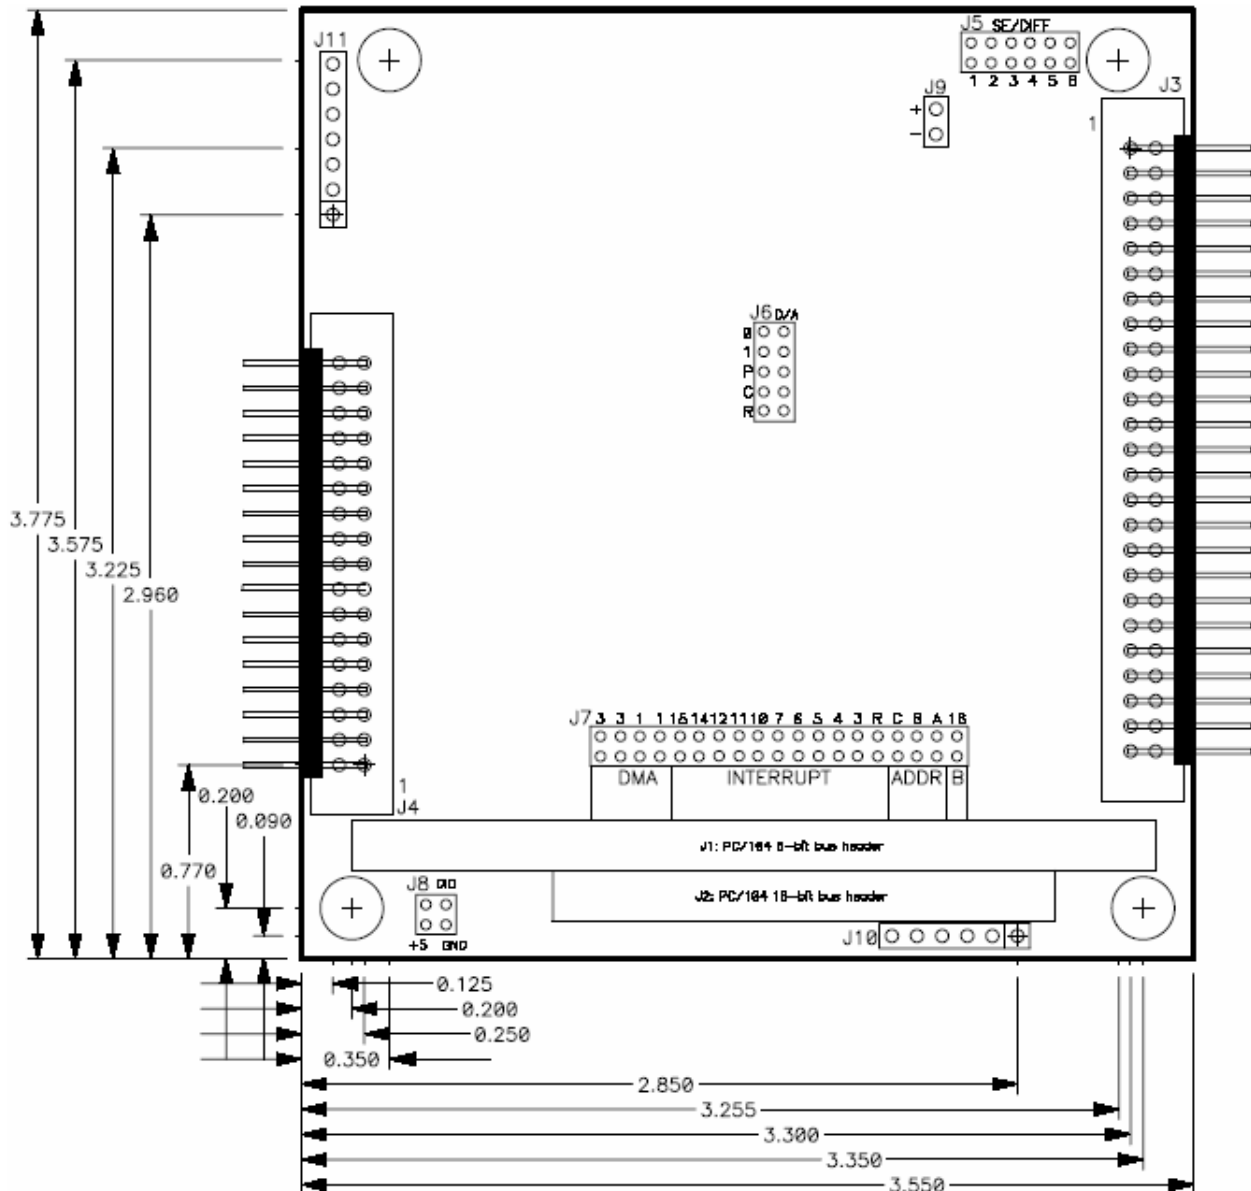 J11
J5 SE/DIFF
1 2 3 4 5 6
J9
+
-
J3
1
J6 D/A
0
1
P
C
R
3.775
3.575
3.225
2.960
J7 3 3 1 1 15 14 12 11 10 7 6 5 4 3 R C B A 16
DMA INTERRUPT ADDR B
1
J4
0.200
0.090
0.770
J1: PC/104 8-bit bus header
J2: PC/104 16-bit bus header
J8 DIO
+5 GND
J10
0.125
0.200
0.250
0.350
2.850
3.255
3.300
3.350
3.550